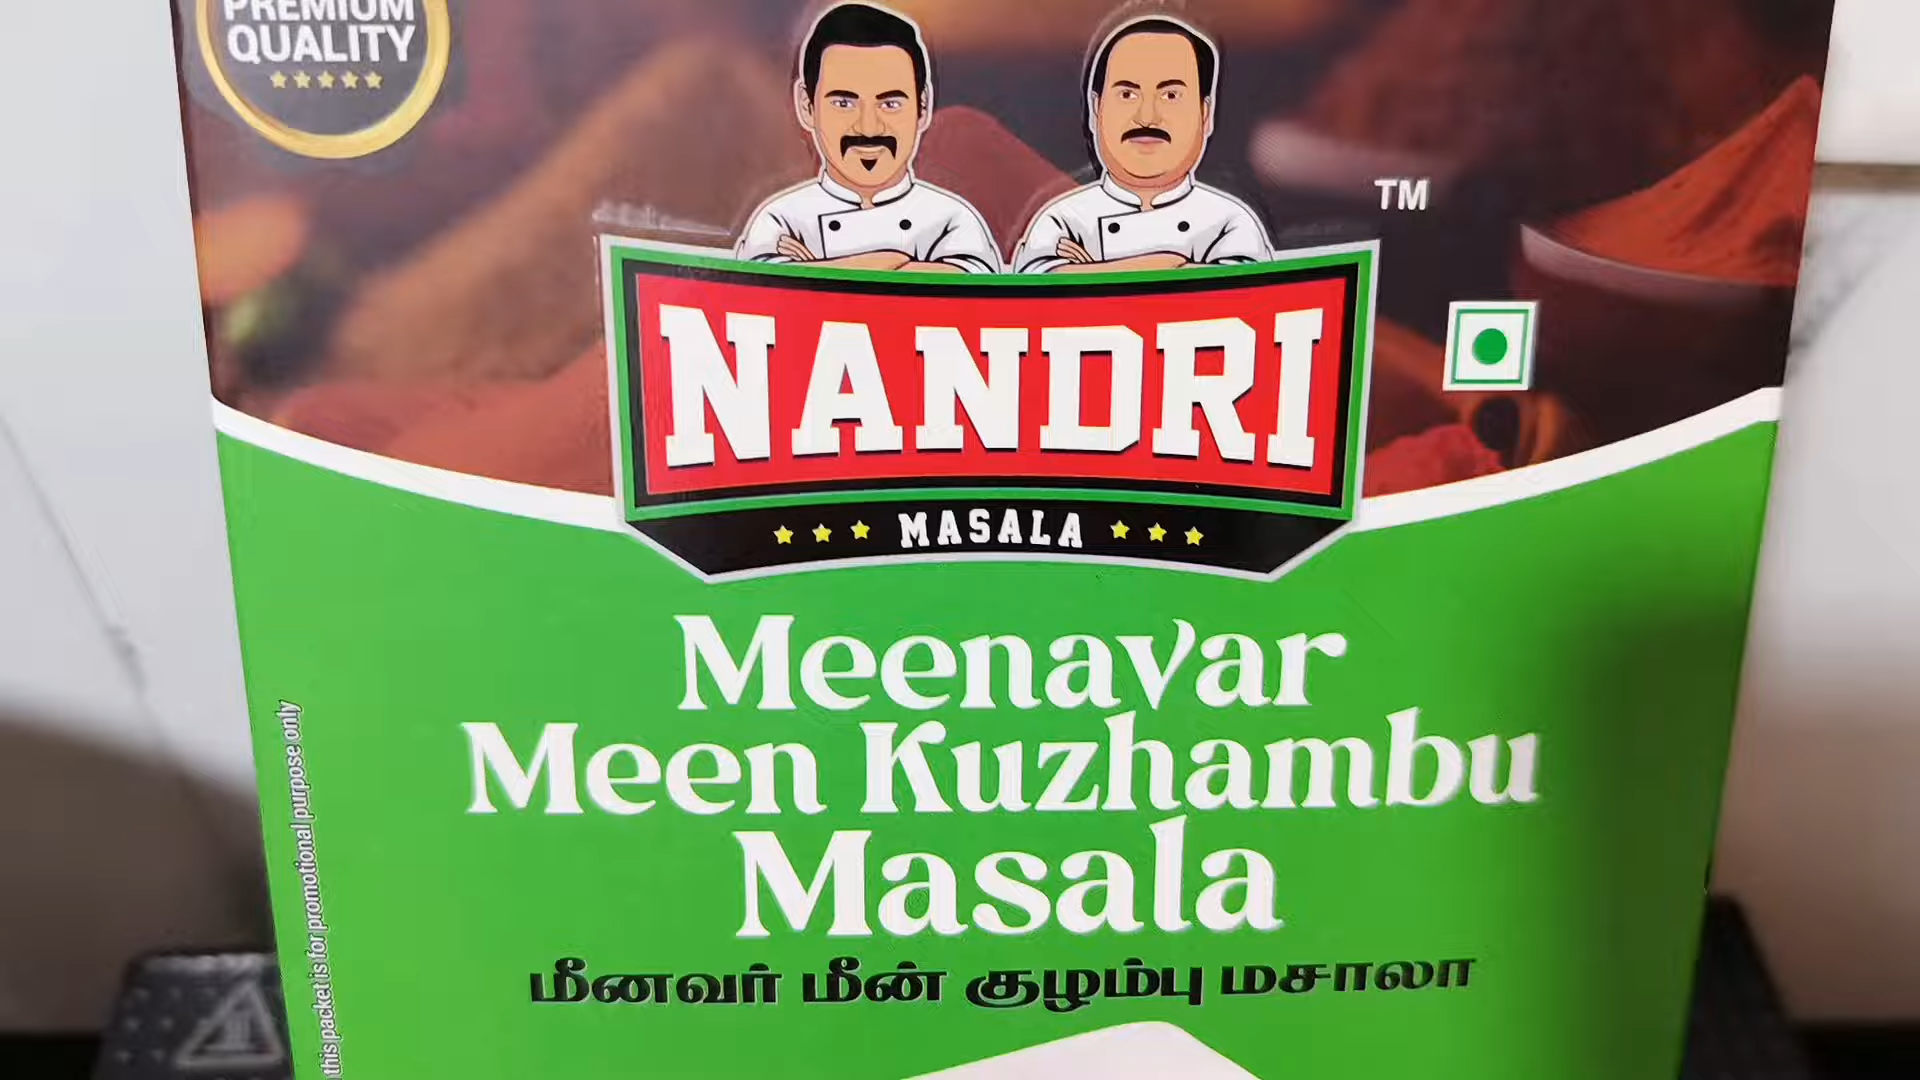 PREMIUM
QUALITY
TM
NANDRI
MASALA
Meenavar
Meen Kuzhambu
Masala
மீனவர் மீன் குழம்பு மசாலா
this packet is for promotional purpose only